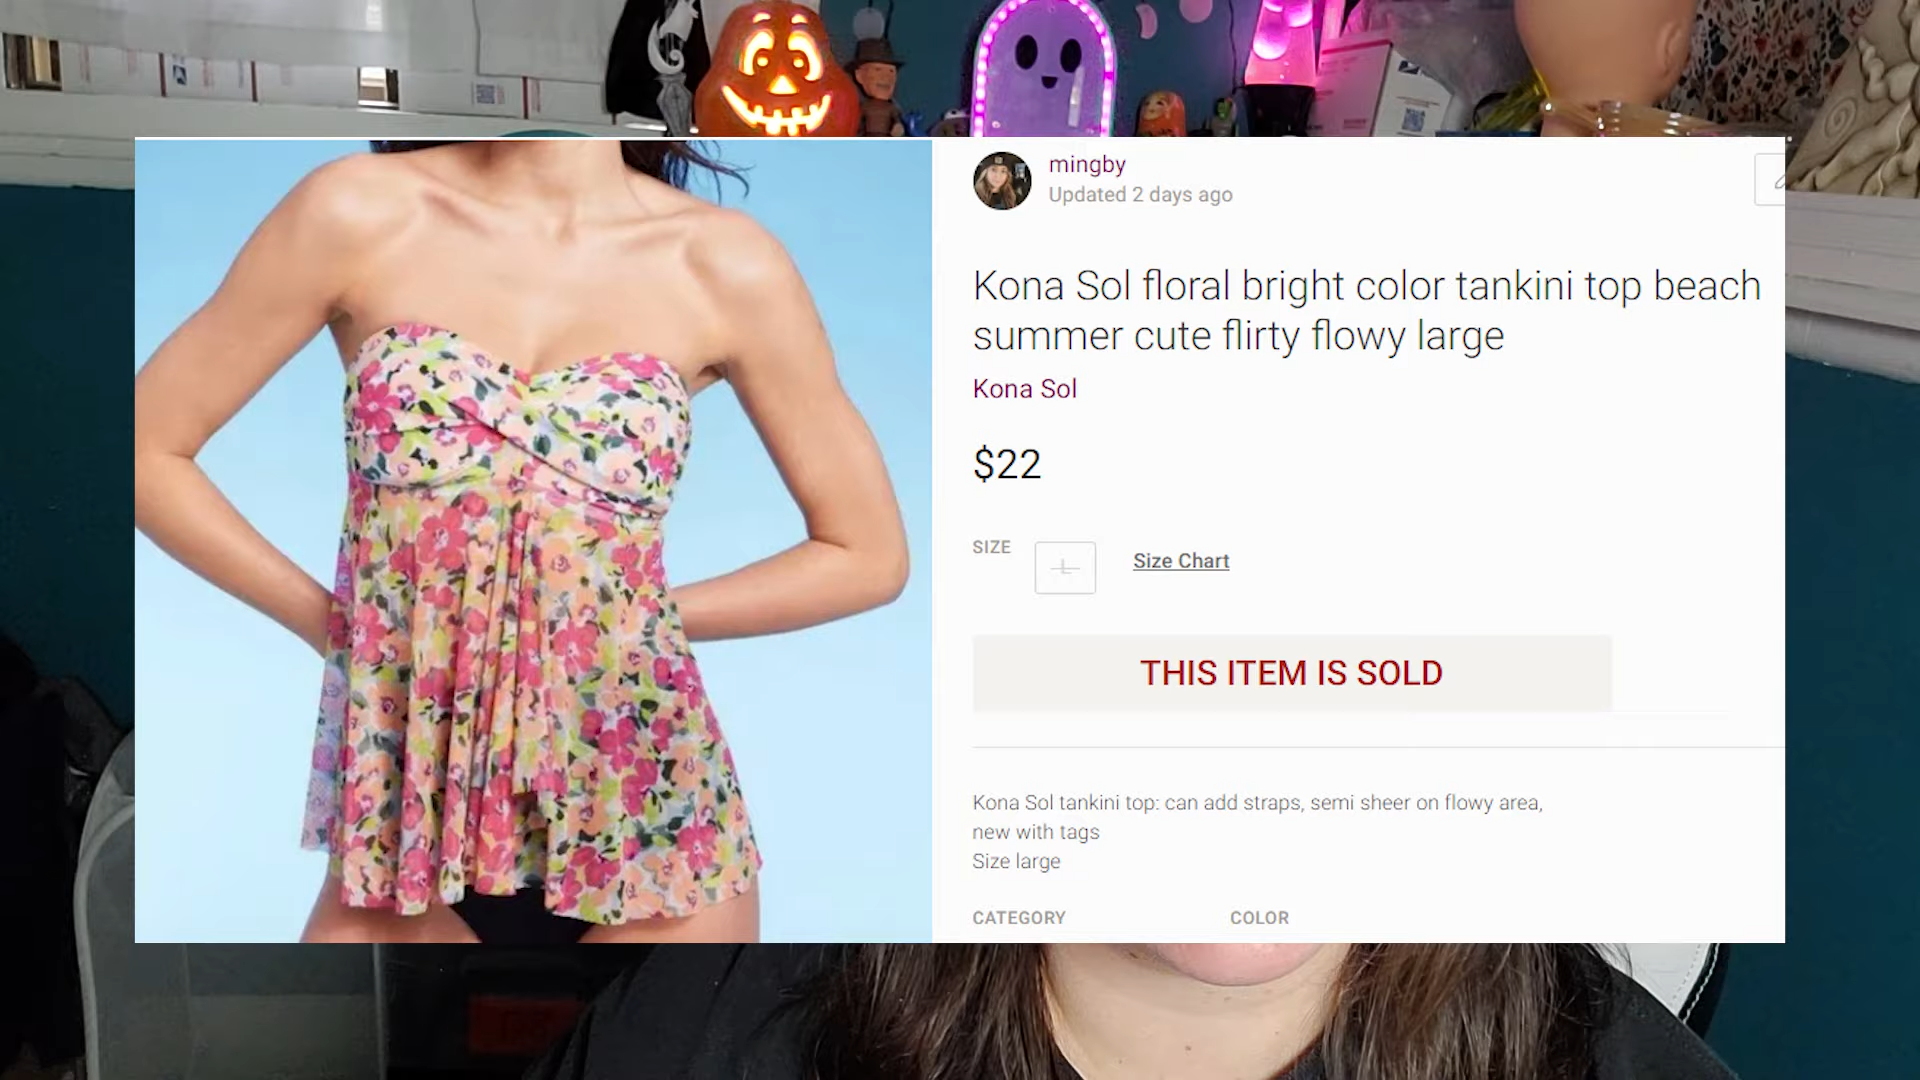 mingby
Updated 2 days ago
Kona Sol floral bright color tankini top beach
summer cute flirty flowy large
Kona Sol
$22
SIZE
L
Size Chart
THIS ITEM IS SOLD
Kona Sol tankini top: can add straps, semi sheer on flowy area,
new with tags
Size large
CATEGORY
COLOR